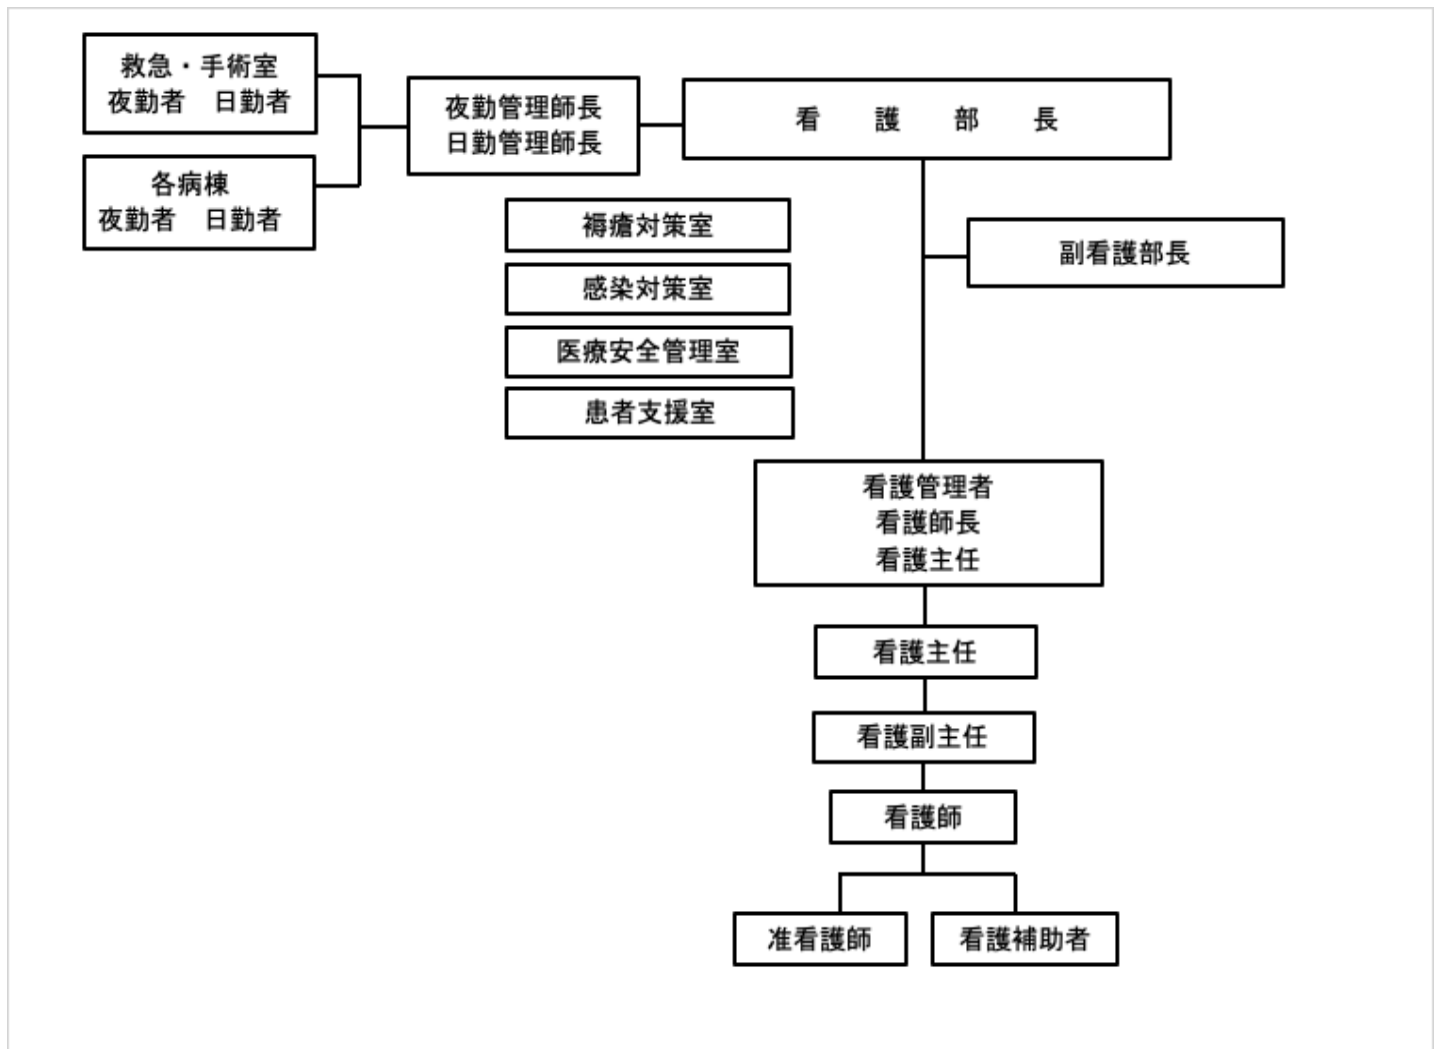 救急・手術室
夜勤者　日勤者
各病棟
夜勤者　日勤者
夜勤管理師長
日勤管理師長
看　護　部　長
副看護部長
褥瘡対策室
感染対策室
医療安全管理室
患者支援室
看護管理者
看護師長
看護主任
看護主任
看護副主任
看護師
准看護師
看護補助者